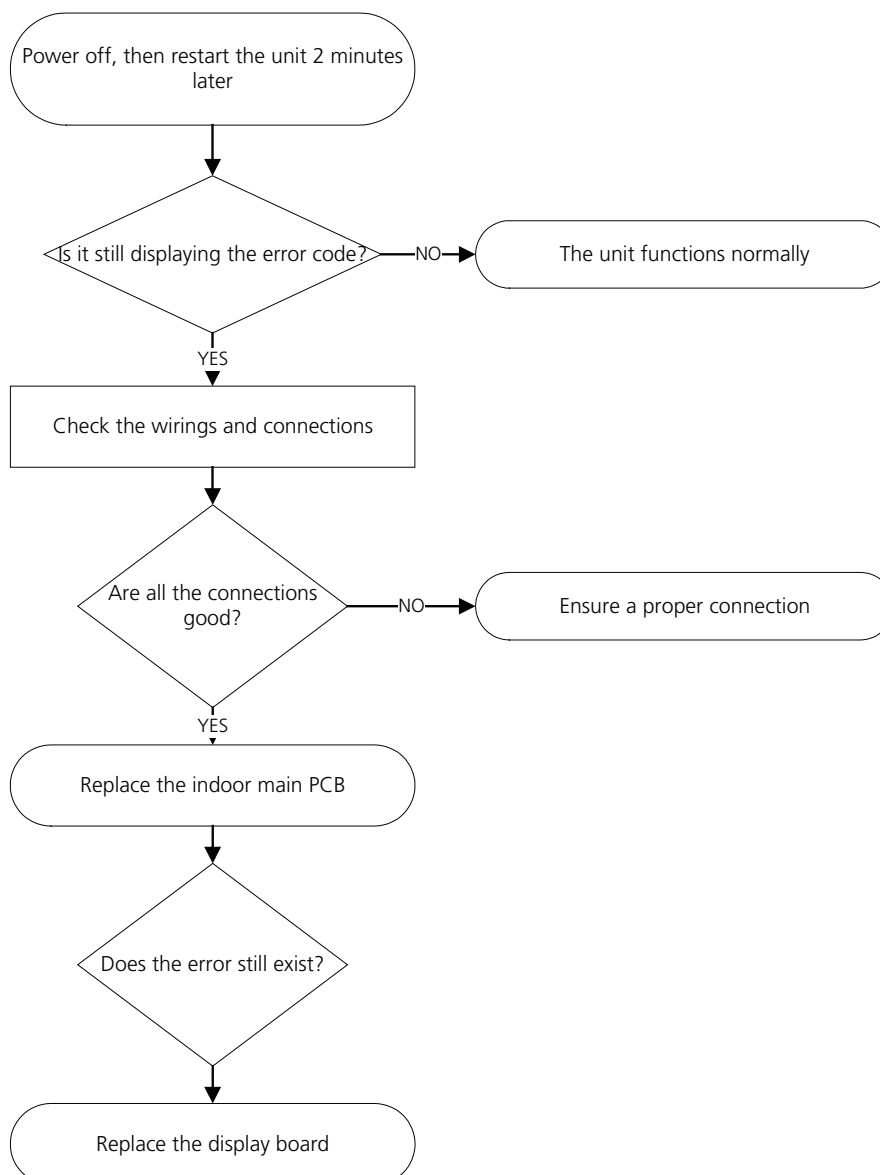 Power off, then restart the unit 2 minutes
later
Is it still displaying the error code?
NO
The unit functions normally
YES
Check the wirings and connections
Are all the connections
good?
NO
Ensure a proper connection
YES
Replace the indoor main PCB
Does the error still exist?
Replace the display board